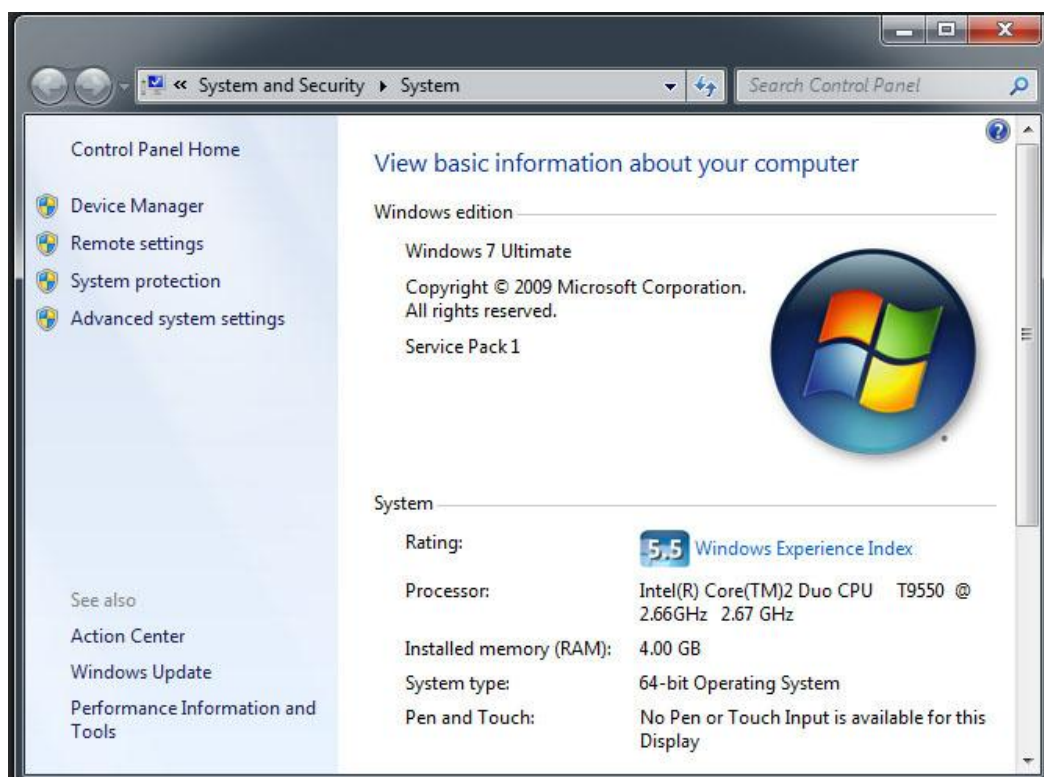 « System and Security ▸ System
Search Control Panel
Control Panel Home
Device Manager
Remote settings
System protection
Advanced system settings
See also
Action Center
Windows Update
Performance Information and
Tools
View basic information about your computer
Windows edition
Windows 7 Ultimate
Copyright © 2009 Microsoft Corporation.
All rights reserved.
Service Pack 1
System
Rating:
5,5 Windows Experience Index
Processor:
Intel(R) Core(TM)2 Duo CPU T9550 @
2.66GHz 2.67 GHz
Installed memory (RAM):
4.00 GB
System type:
64-bit Operating System
Pen and Touch:
No Pen or Touch Input is available for this
Display